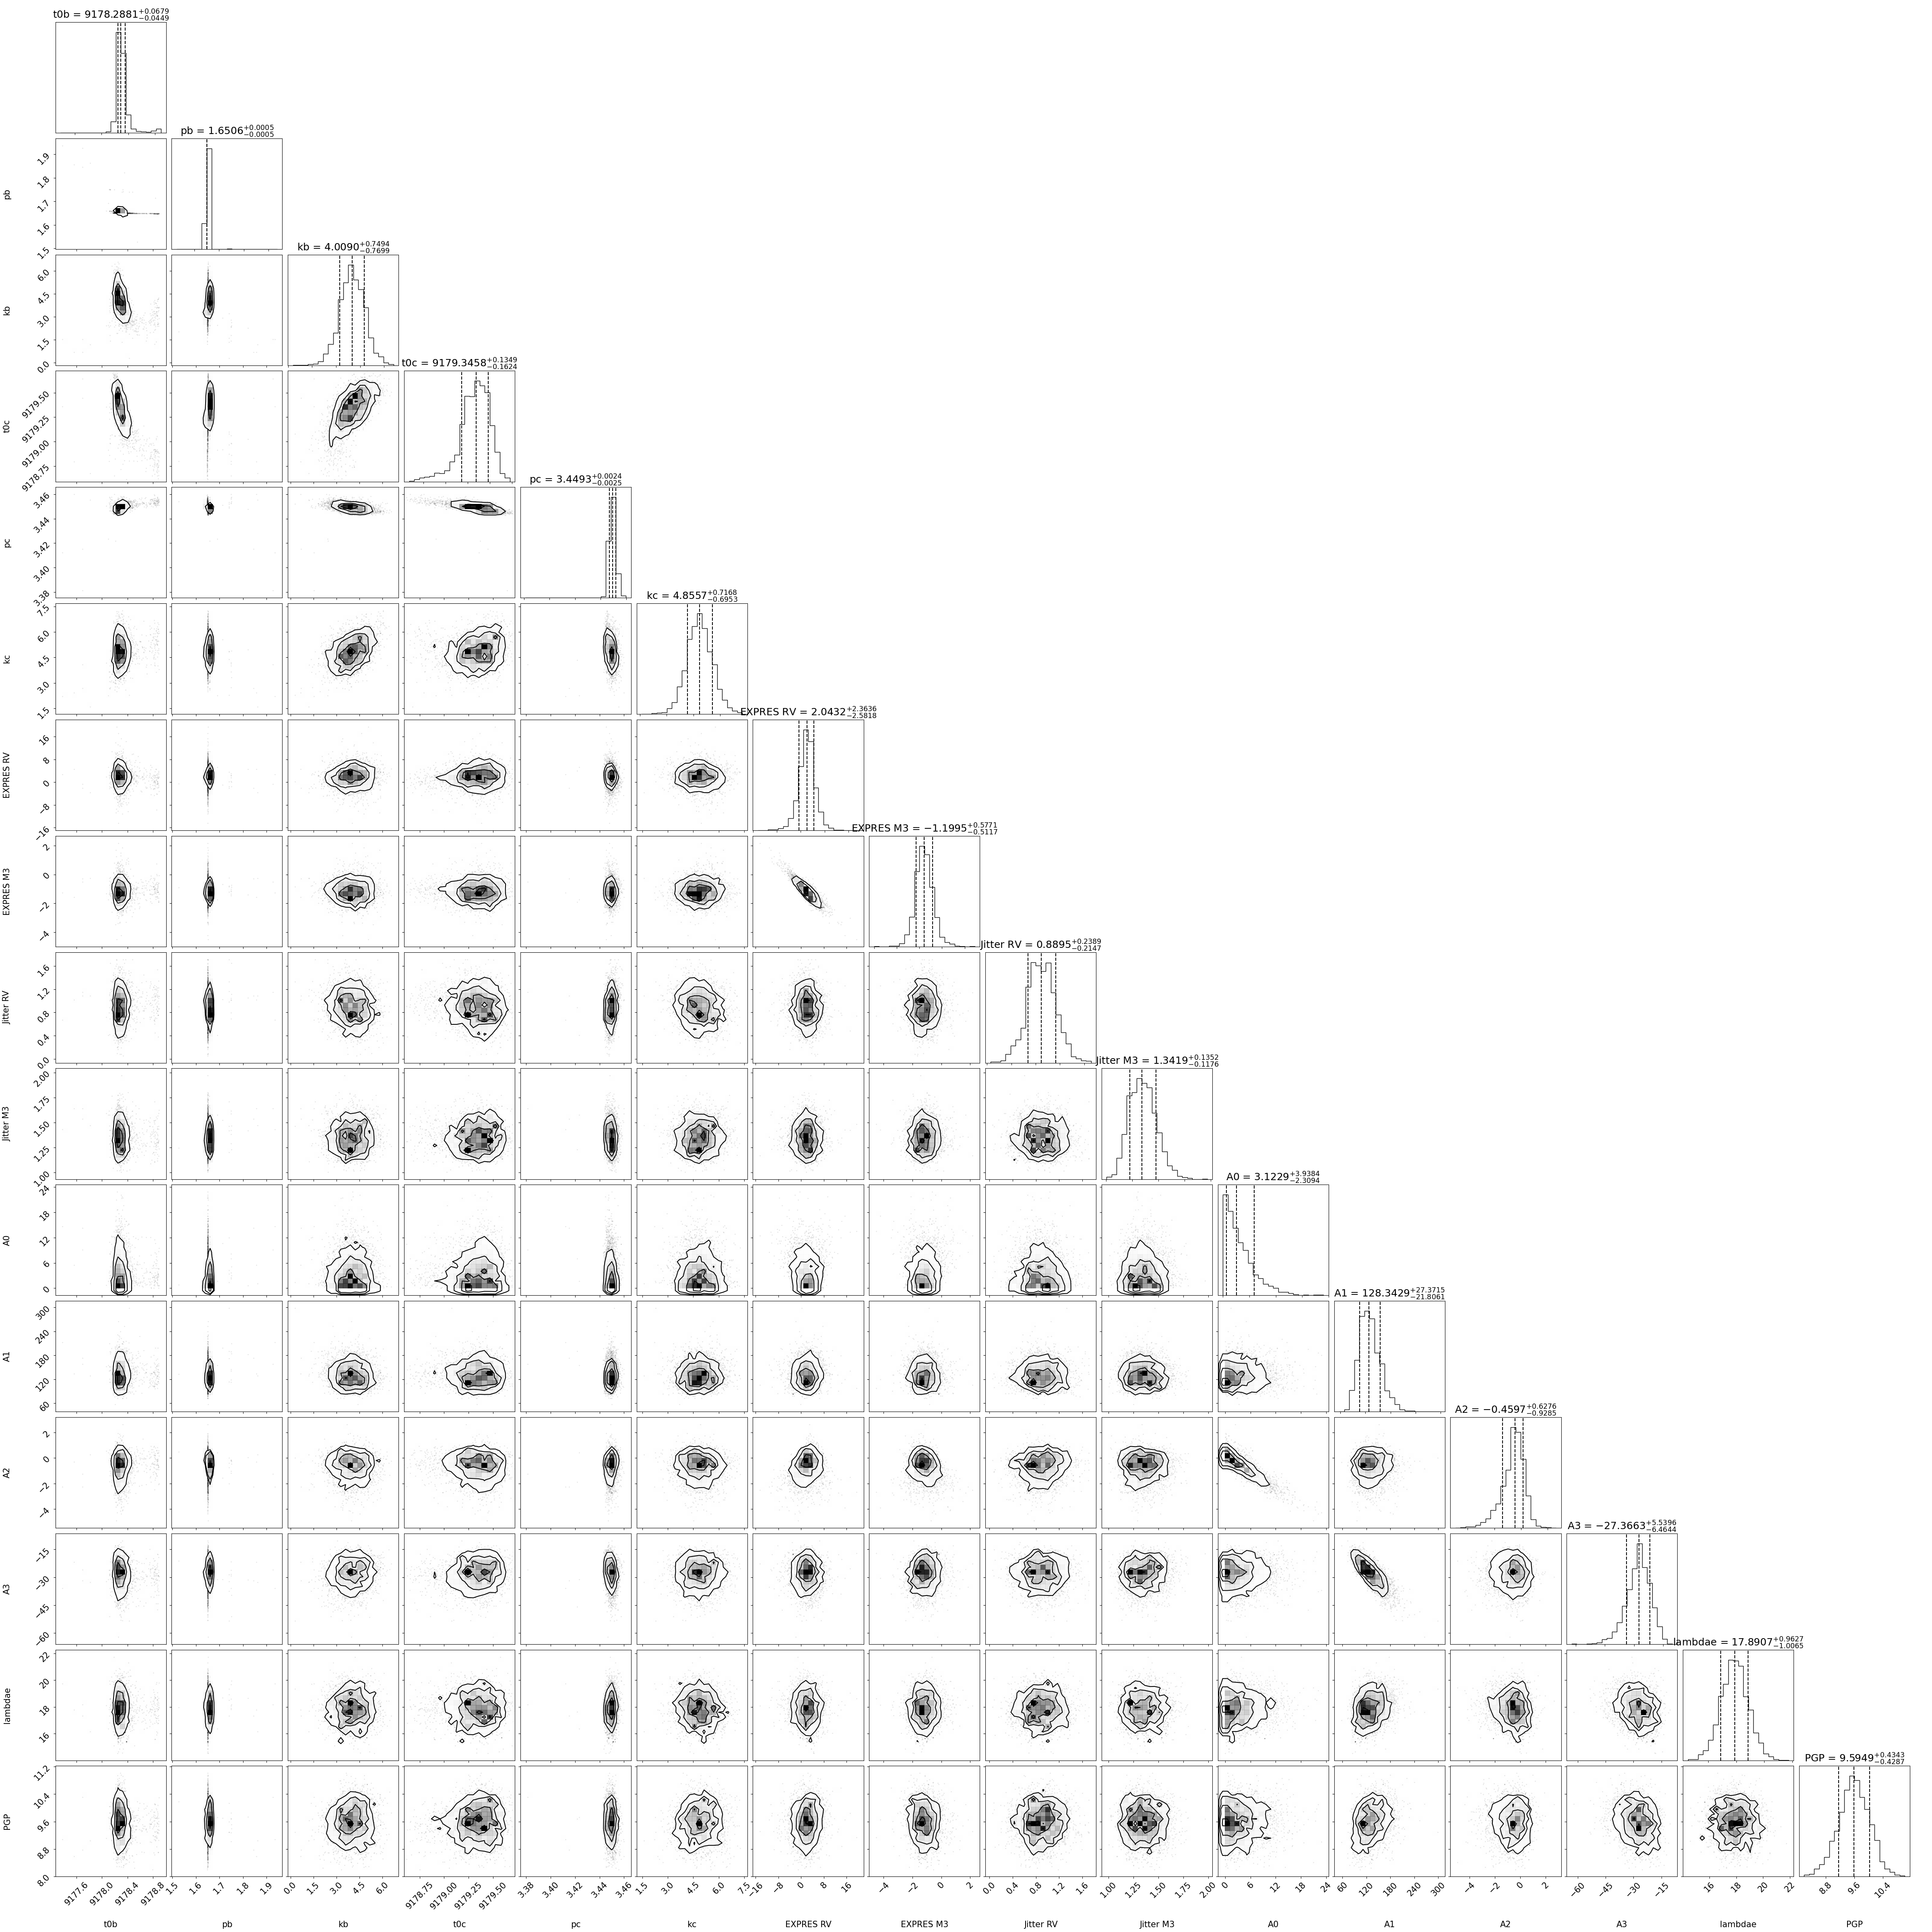 t0b = 9178.2881 +0.0679 −0.0449
pb = 1.6506 +0.0005 −0.0005
pb
1.9
1.8
1.7
1.6
1.5
kb = 4.0090 +0.7494 −0.7699
kb
6.0
4.5
3.0
1.5
0.0
t0c = 9179.3458 +0.1349 −0.1624
t0c
9179.50
9179.25
9179.00
9178.75
pc = 3.4493 +0.0024 −0.0025
pc
3.46
3.44
3.42
3.40
3.38
kc = 4.8557 +0.7168 −0.6953
kc
7.5
6.0
4.5
3.0
1.5
EXPRES RV = 2.0432 +2.3636 −2.5818
EXPRES RV
16
8
0
−8
−16
EXPRES M3 = −1.1995 +0.5771 −0.5117
EXPRES M3
2
0
−2
−4
Jitter RV = 0.8895 +0.2389 −0.2147
Jitter RV
1.6
1.2
0.8
0.4
0.0
Jitter M3 = 1.3419 +0.1352 −0.1176
Jitter M3
2.00
1.75
1.50
1.25
1.00
A0 = 3.1229 +3.9384 −2.3094
A0
24
18
12
6
0
A1 = 128.3429 +27.3715 −21.8061
A1
300
240
180
120
60
A2 = −0.4597 +0.6276 −0.9285
A2
2
0
−2
−4
A3 = −27.3663 +5.5396 −6.4644
A3
−15
−30
−45
−60
lambdae = 17.8907 +0.9627 −1.0065
lambdae
22
20
18
16
PGP = 9.5949 +0.4343 −0.4287
PGP
11.2
10.4
9.6
8.8
8.0
9177.6 9178.0 9178.4 9178.8 1.5 1.6 1.7 1.8 1.9 0.0 1.5 3.0 4.5 6.0 9178.75 9179.00 9179.25 9179.50 3.38 3.40 3.42 3.44 3.46 1.5 3.0 4.5 6.0 7.5 −16 −8 0 8 16 −4 −2 0 2 0.0 0.4 0.8 1.2 1.6 1.00 1.25 1.50 1.75 2.00 0 6 12 18 24 60 120 180 240 300 −4 −2 0 2 −60 −45 −30 −15 16 18 20 22 8.8 9.6 10.4
t0b pb kb t0c pc kc EXPRES RV EXPRES M3 Jitter RV Jitter M3 A0 A1 A2 A3 lambdae PGP